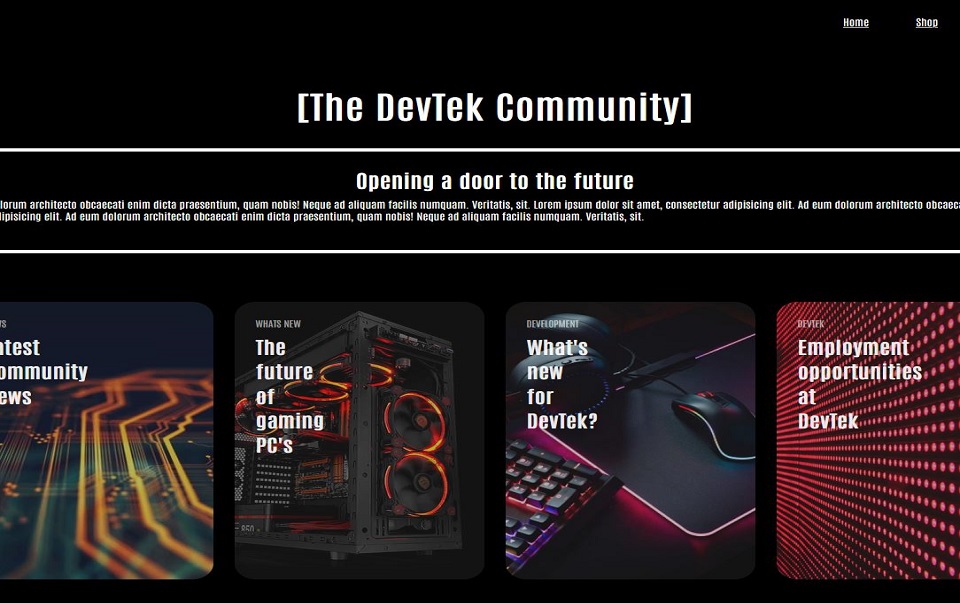 Home Shop
[The DevTek Community]
Opening a door to the future
lorum architecto obcaecati enim dicta praesentium, quam nobis! Neque ad aliquam facilis numquam. Veritatis, sit. Lorem ipsum dolor sit amet, consectetur adipisicing elit. Ad eum dolorum architecto obcaeca
dipisicing elit. Ad eum dolorum architecto obcaecati enim dicta praesentium, quam nobis! Neque ad aliquam facilis numquam. Veritatis, sit.
WS
atest
ommunity
ews
WHATS NEW
The
future
of
gaming
PC's
DEVELOPMENT
What's
new
for
DevTek?
DEVTEK
Employment
opportunities
at
DevTek